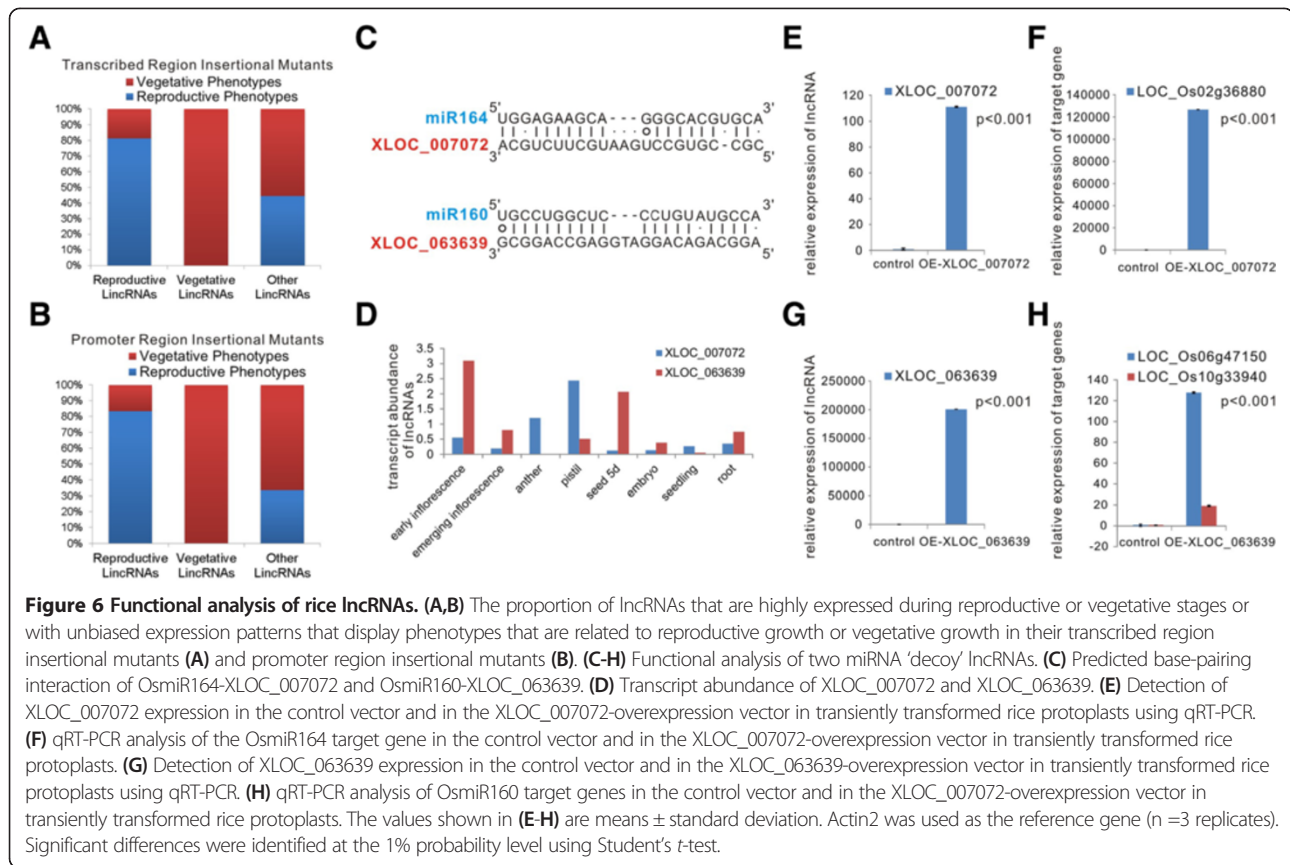 A
Transcribed Region Insertional Mutants
Vegetative Phenotypes
Reproductive Phenotypes
100%
90%
80%
70%
60%
50%
40%
30%
20%
10%
0%
Reproductive LincRNAs
Vegetative LincRNAs
Other LincRNAs
B
Promoter Region Insertional Mutants
Vegetative Phenotypes
Reproductive Phenotypes
100%
90%
80%
70%
60%
50%
40%
30%
20%
10%
0%
Reproductive LincRNAs
Vegetative LincRNAs
Other LincRNAs
C
5' 3'
miR164 UGGAGAAGCA - - - GGGCACGUGCA
XLOC_007072 ACGUCUUCGUAAGUCCGUGC - CGC
3' 5'
5' 3'
miR160 UGCCUGGCUC - - - CCUGUAUGCCA
XLOC_063639 GCGGACCGAGGTAGGACAGACGGA
3' 5'
D
transcript abundance of lncRNAs
XLOC_007072
XLOC_063639
3.5
3
2.5
2
1.5
1
0.5
0
early inflorescence
emerging inflorescence
anther
pistil
seed 5d
embryo
seedling
root
E
relative expression of lncRNA
XLOC_007072
p<0.001
120
100
80
60
40
20
0
control OE-XLOC_007072
F
relative expression of target gene
LOC_Os02g36880
p<0.001
140000
120000
100000
80000
60000
40000
20000
0
control OE-XLOC_007072
G
relative expression of lncRNA
XLOC_063639
p<0.001
250000
200000
150000
100000
50000
0
control OE-XLOC_063639
H
relative expression of target genes
LOC_Os06g47150
LOC_Os10g33940
p<0.001
140
120
100
80
60
40
20
0
-20
control OE-XLOC_063639
Figure 6 Functional analysis of rice lncRNAs. (A,B) The proportion of lncRNAs that are highly expressed during reproductive or vegetative stages or
with unbiased expression patterns that display phenotypes that are related to reproductive growth or vegetative growth in their transcribed region
insertional mutants (A) and promoter region insertional mutants (B). (C-H) Functional analysis of two miRNA 'decoy' lncRNAs. (C) Predicted base-pairing
interaction of OsmiR164-XLOC_007072 and OsmiR160-XLOC_063639. (D) Transcript abundance of XLOC_007072 and XLOC_063639. (E) Detection of
XLOC_007072 expression in the control vector and in the XLOC_007072-overexpression vector in transiently transformed rice protoplasts using qRT-PCR.
(F) qRT-PCR analysis of the OsmiR164 target gene in the control vector and in the XLOC_007072-overexpression vector in transiently transformed rice
protoplasts. (G) Detection of XLOC_063639 expression in the control vector and in the XLOC_063639-overexpression vector in transiently transformed rice
protoplasts using qRT-PCR. (H) qRT-PCR analysis of OsmiR160 target genes in the control vector and in the XLOC_007072-overexpression vector in
transiently transformed rice protoplasts. The values shown in (E-H) are means ± standard deviation. Actin2 was used as the reference gene (n =3 replicates).
Significant differences were identified at the 1% probability level using Student's t-test.